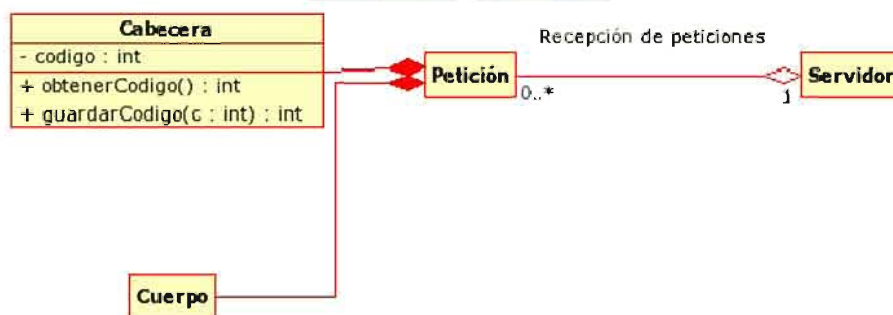 Cabecera
- codigo : int
+ obtenerCodigo() : int
+ guardarCodigo(c : int) : int
Recepción de peticiones
Petición
0..*
1
Servidor
Cuerpo